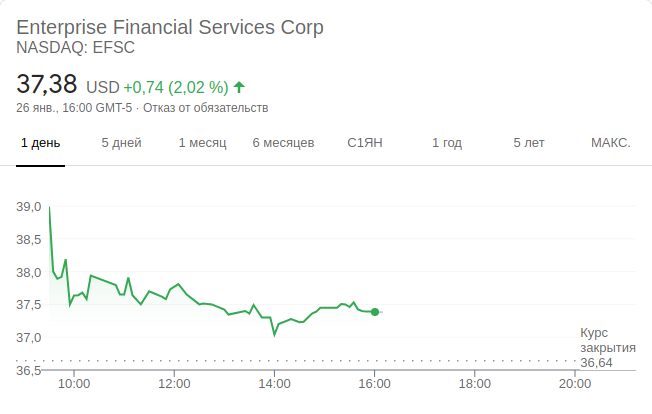 Enterprise Financial Services Corp
NASDAQ: EFSC
37,38 USD +0,74 (2,02 %)
26 янв., 16:00 GMT-5 · Отказ от обязательств
1 день 5 дней 1 месяц 6 месяцев С1ЯН 1 год 5 лет МАКС.
39,0
38,5
38,0
37,5
37,0
36,5
Курс
закрытия
36,64
10:00 12:00 14:00 16:00 18:00 20:00